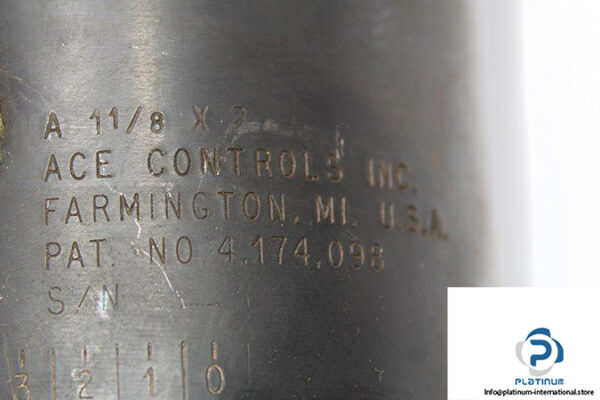 A 11/8 X 2
ACE CONTROLS INC.
FARMINGTON, MI. U.S.A.
PAT. NO 4,174,098
S/N
3 2 1 0
PLATINUM
info@platinum-international.store